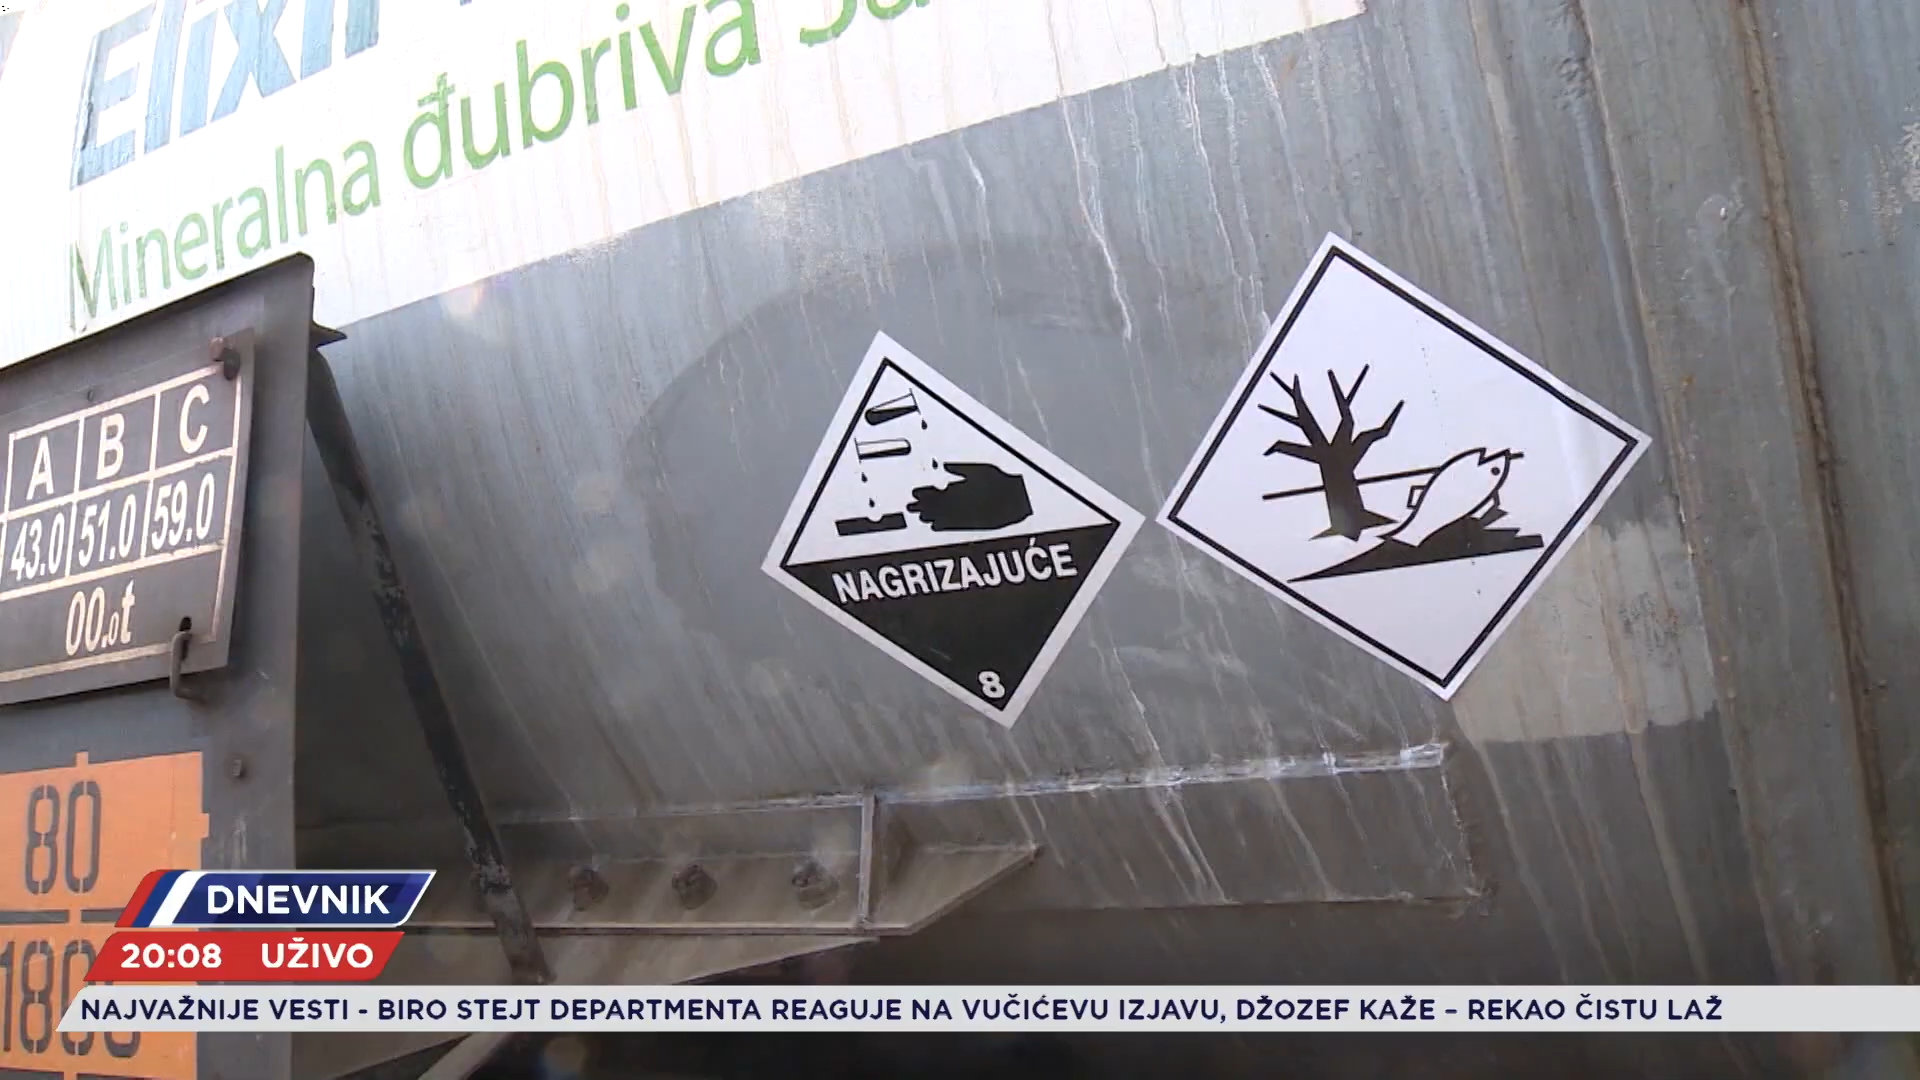 Elixir
Mineralna đubriva
A B C
43.0 51.0 59.0
00.0t
NAGRIZAJUĆE
8
80
DNEVNIK
20:08 UŽIVO
NAJVAŽNIJE VESTI - BIRO STEJT DEPARTMENTA REAGUJE NA VUČIĆEVU IZJAVU, DŽOZEF KAŽE – REKAO ČISTU LAŽ